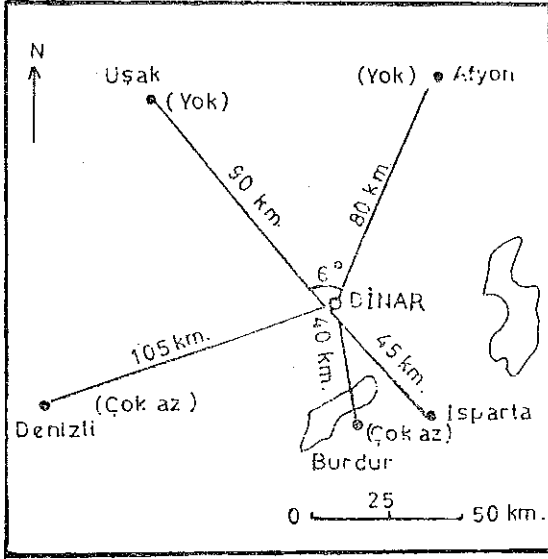 N
Uşak
(Yok)
(Yok) Afyon
90 km.
80 km.
6°
DİNAR
105 km.
40 km.
45 km.
(Çok az)
Denizli
Isparta
(Çok az)
Burdur
0 25 50 km.